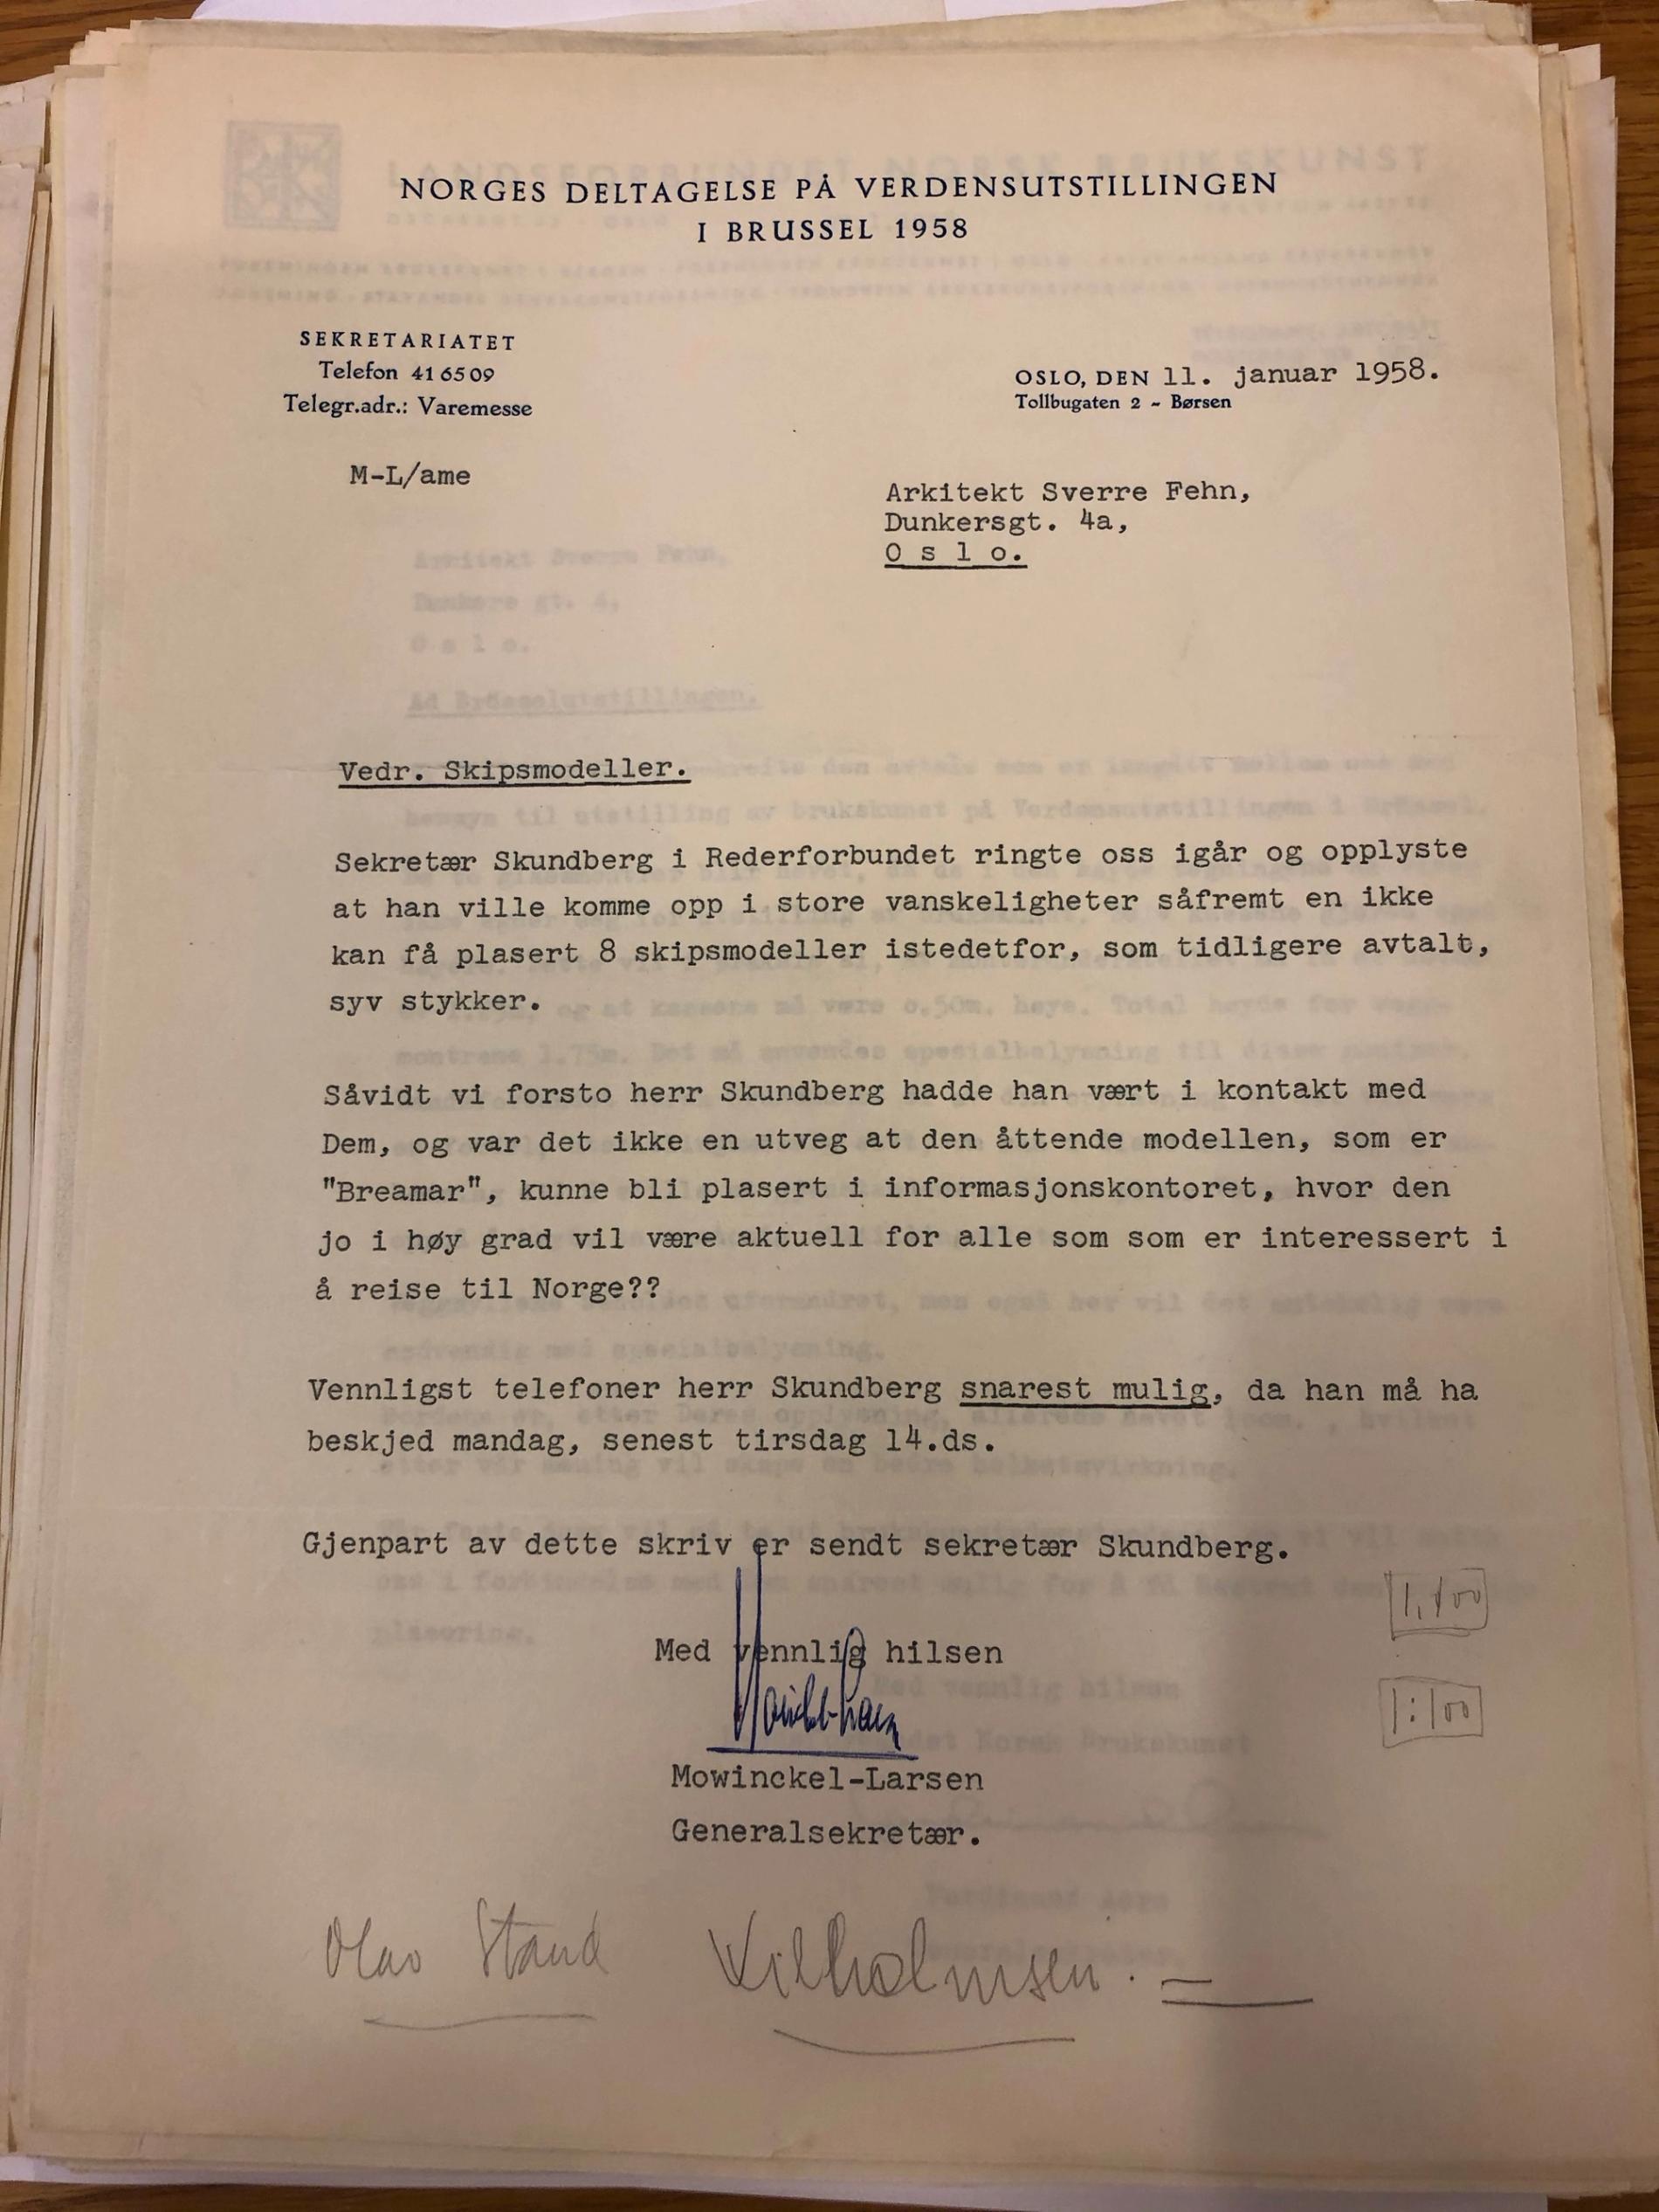 NORGES DELTAGELSE PÅ VERDENSUTSTILLINGEN
I BRUSSEL 1958
SEKRETARIATET
Telefon 41 65 09
Telegr.adr.: Varemesse
OSLO, DEN 11. januar 1958.
Tollbugaten 2 - Børsen
M-L/ame
Arkitekt Sverre Fehn,
Dunkersgt. 4a,
O s l o.
Vedr. Skipsmodeller.
Sekretær Skundberg i Rederforbundet ringte oss igår og opplyste
at han ville komme opp i store vanskeligheter såfremt en ikke
kan få plasert 8 skipsmodeller istedetfor, som tidligere avtalt,
syv stykker.
Såvidt vi forsto herr Skundberg hadde han vært i kontakt med
Dem, og var det ikke en utveg at den åttende modellen, som er
"Breamar", kunne bli plasert i informasjonskontoret, hvor den
jo i høy grad vil være aktuell for alle som som er interessert i
å reise til Norge??
Vennligst telefoner herr Skundberg snarest mulig, da han må ha
beskjed mandag, senest tirsdag 14.ds.
Gjenpart av dette skriv er sendt sekretær Skundberg.
Med vennlig hilsen
Mowinckel-Larsen
Generalsekretær.
1:100
Olav